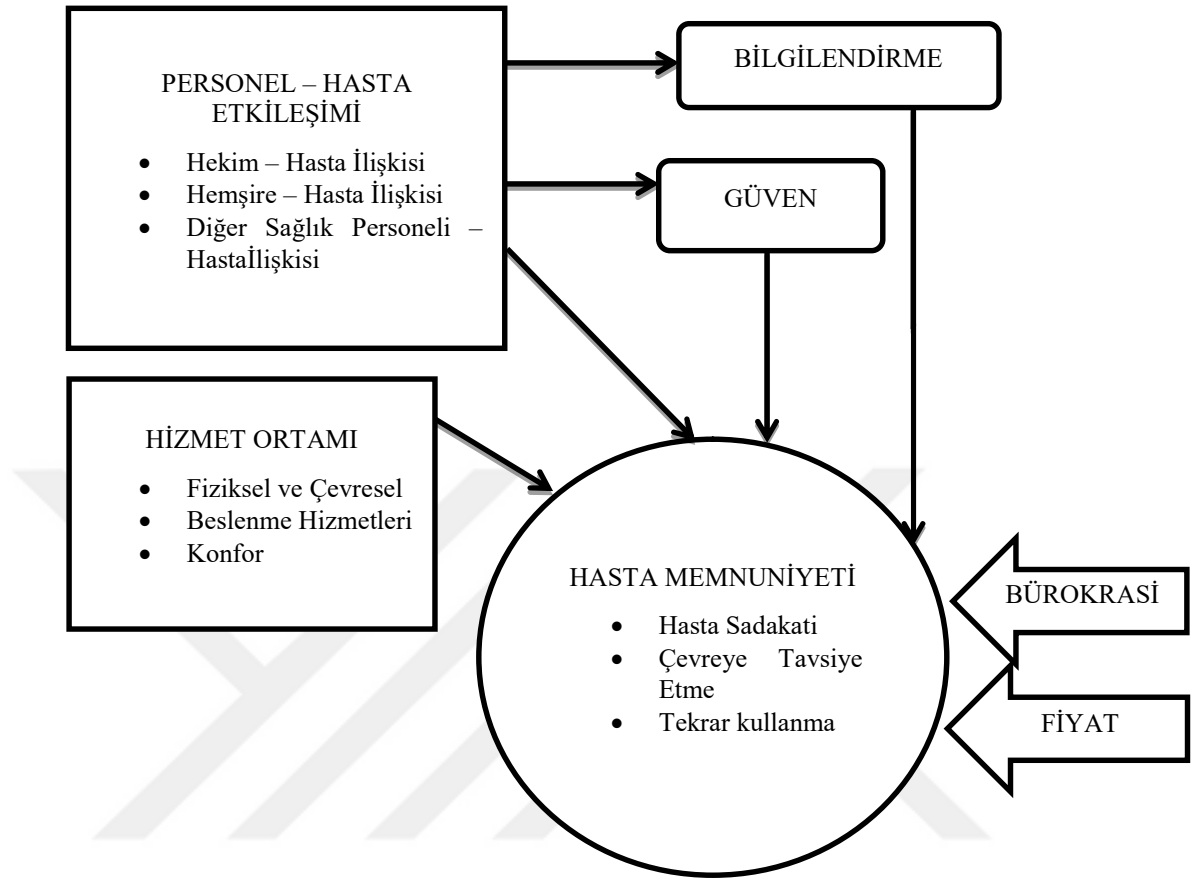 PERSONEL – HASTA
ETKİLEŞİMİ
• Hekim – Hasta İlişkisi
• Hemşire – Hasta İlişkisi
• Diğer Sağlık Personeli –
Hastaİlişkisi
BİLGİLENDİRME
GÜVEN
HİZMET ORTAMI
• Fiziksel ve Çevresel
• Beslenme Hizmetleri
• Konfor
HASTA MEMNUNİYETİ
• Hasta Sadakati
• Çevreye Tavsiye
Etme
• Tekrar kullanma
BÜROKRASİ
FİYAT